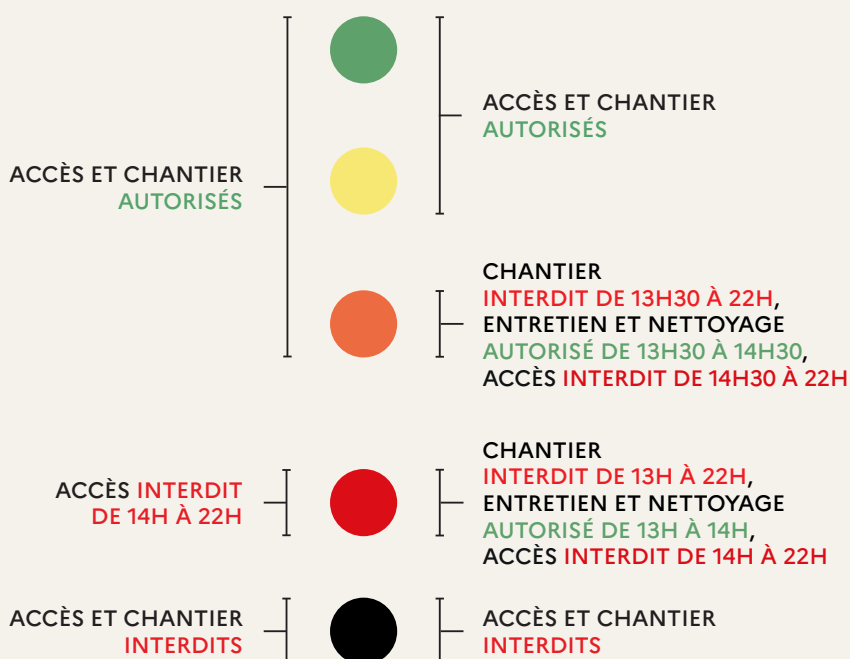 ACCÈS ET CHANTIER
AUTORISÉS
ACCÈS ET CHANTIER
AUTORISÉS
CHANTIER
INTERDIT DE 13H30 À 22H,
ENTRETIEN ET NETTOYAGE
AUTORISÉ DE 13H30 À 14H30,
ACCÈS INTERDIT DE 14H30 À 22H
ACCÈS INTERDIT
DE 14H À 22H
CHANTIER
INTERDIT DE 13H À 22H,
ENTRETIEN ET NETTOYAGE
AUTORISÉ DE 13H À 14H,
ACCÈS INTERDIT DE 14H À 22H
ACCÈS ET CHANTIER
INTERDITS
ACCÈS ET CHANTIER
INTERDITS